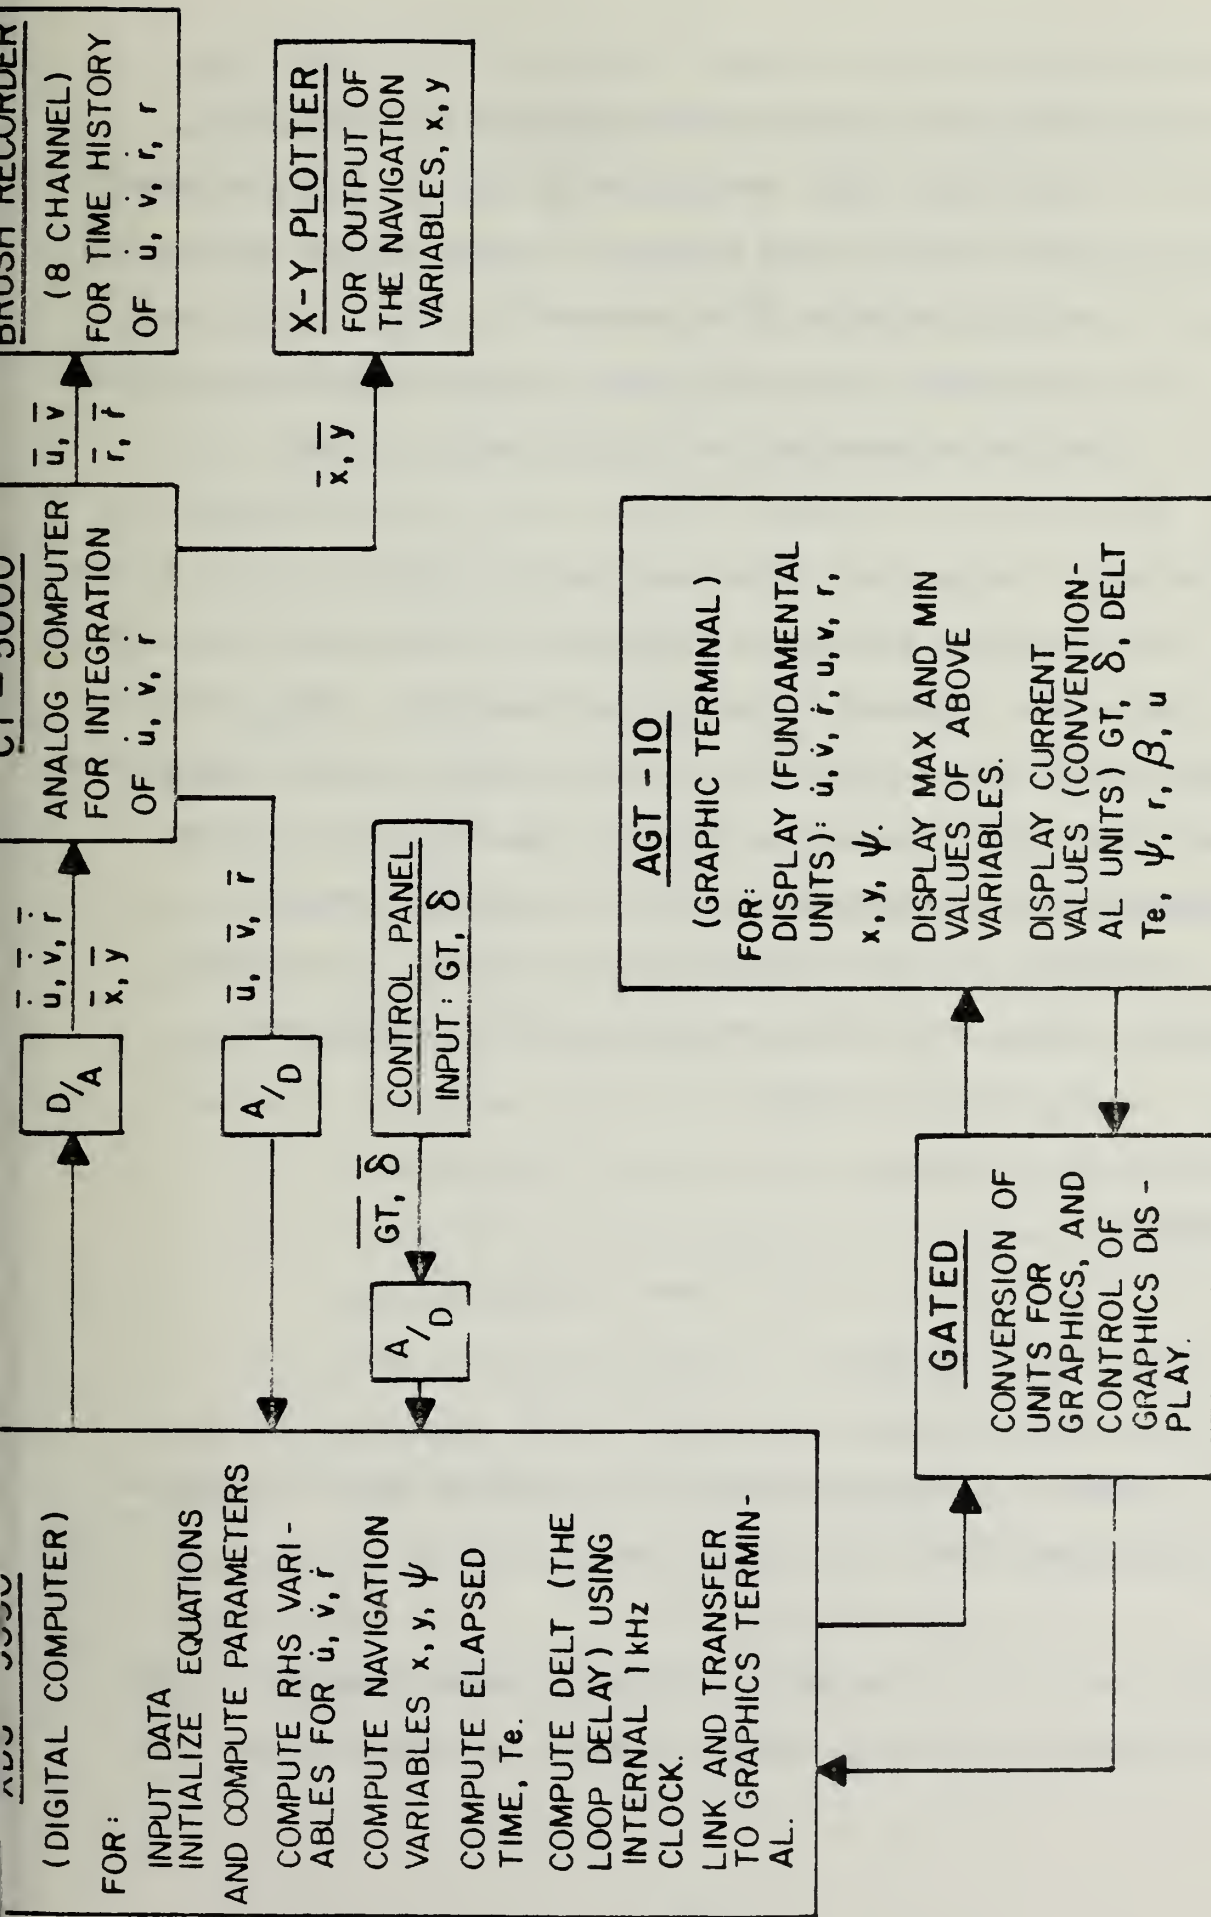 (DIGITAL COMPUTER)
FOR:
INPUT DATA
INITIALIZE EQUATIONS
AND COMPUTE PARAMETERS
COMPUTE RHS VARI-
ABLES FOR u̇, v̇, ṙ
COMPUTE NAVIGATION
VARIABLES x, y, ψ
COMPUTE ELAPSED
TIME, Te.
COMPUTE DELT (THE
LOOP DELAY) USING
INTERNAL 1 kHz
CLOCK.
LINK AND TRANSFER
TO GRAPHICS TERMIN-
AL.
D/A
u̇̅, v̇̅, ṙ̅
x̅, y̅
A/D
u̅, v̅, r̅
A/D
G̅T̅, δ̅
CONTROL PANEL
INPUT: GT, δ
ANALOG COMPUTER
FOR INTEGRATION
OF u̇, v̇, ṙ
u̅, v̅
r̅, ṙ̅
BRUSH RECORDER
(8 CHANNEL)
FOR TIME HISTORY
OF u̇, v̇, ṙ, r
x̅, y̅
X-Y PLOTTER
FOR OUTPUT OF
THE NAVIGATION
VARIABLES, x, y
GATED
CONVERSION OF
UNITS FOR
GRAPHICS, AND
CONTROL OF
GRAPHICS DIS-
PLAY.
AGT-10
(GRAPHIC TERMINAL)
FOR:
DISPLAY (FUNDAMENTAL
UNITS): u̇, v̇, ṙ, u, v, r,
x, y, ψ.
DISPLAY MAX AND MIN
VALUES OF ABOVE
VARIABLES.
DISPLAY CURRENT
VALUES (CONVENTION-
AL UNITS) GT, δ, DELT
Te, ψ, r, β, u